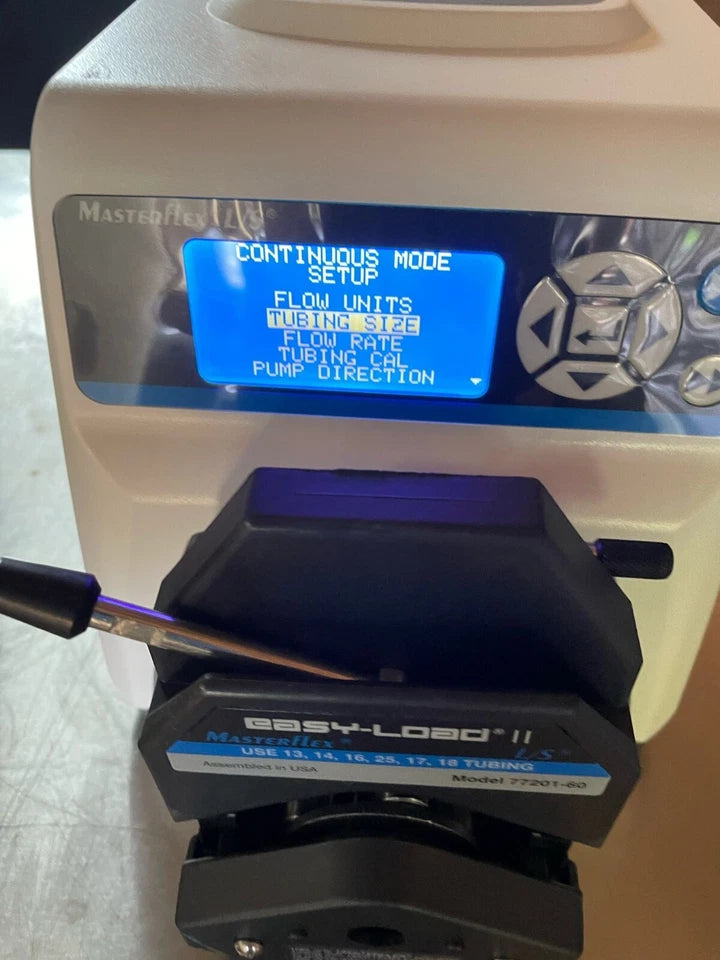 MASTERFLEX L/S®
CONTINUOUS MODE
SETUP
FLOW UNITS
TUBING SIZE
FLOW RATE
TUBING CAL
PUMP DIRECTION
easy-Load® II
MASTERFLEX® L/S®
USE 13, 14, 16, 25, 17, 18 TUBING
Assembled in USA
Model 77201-60